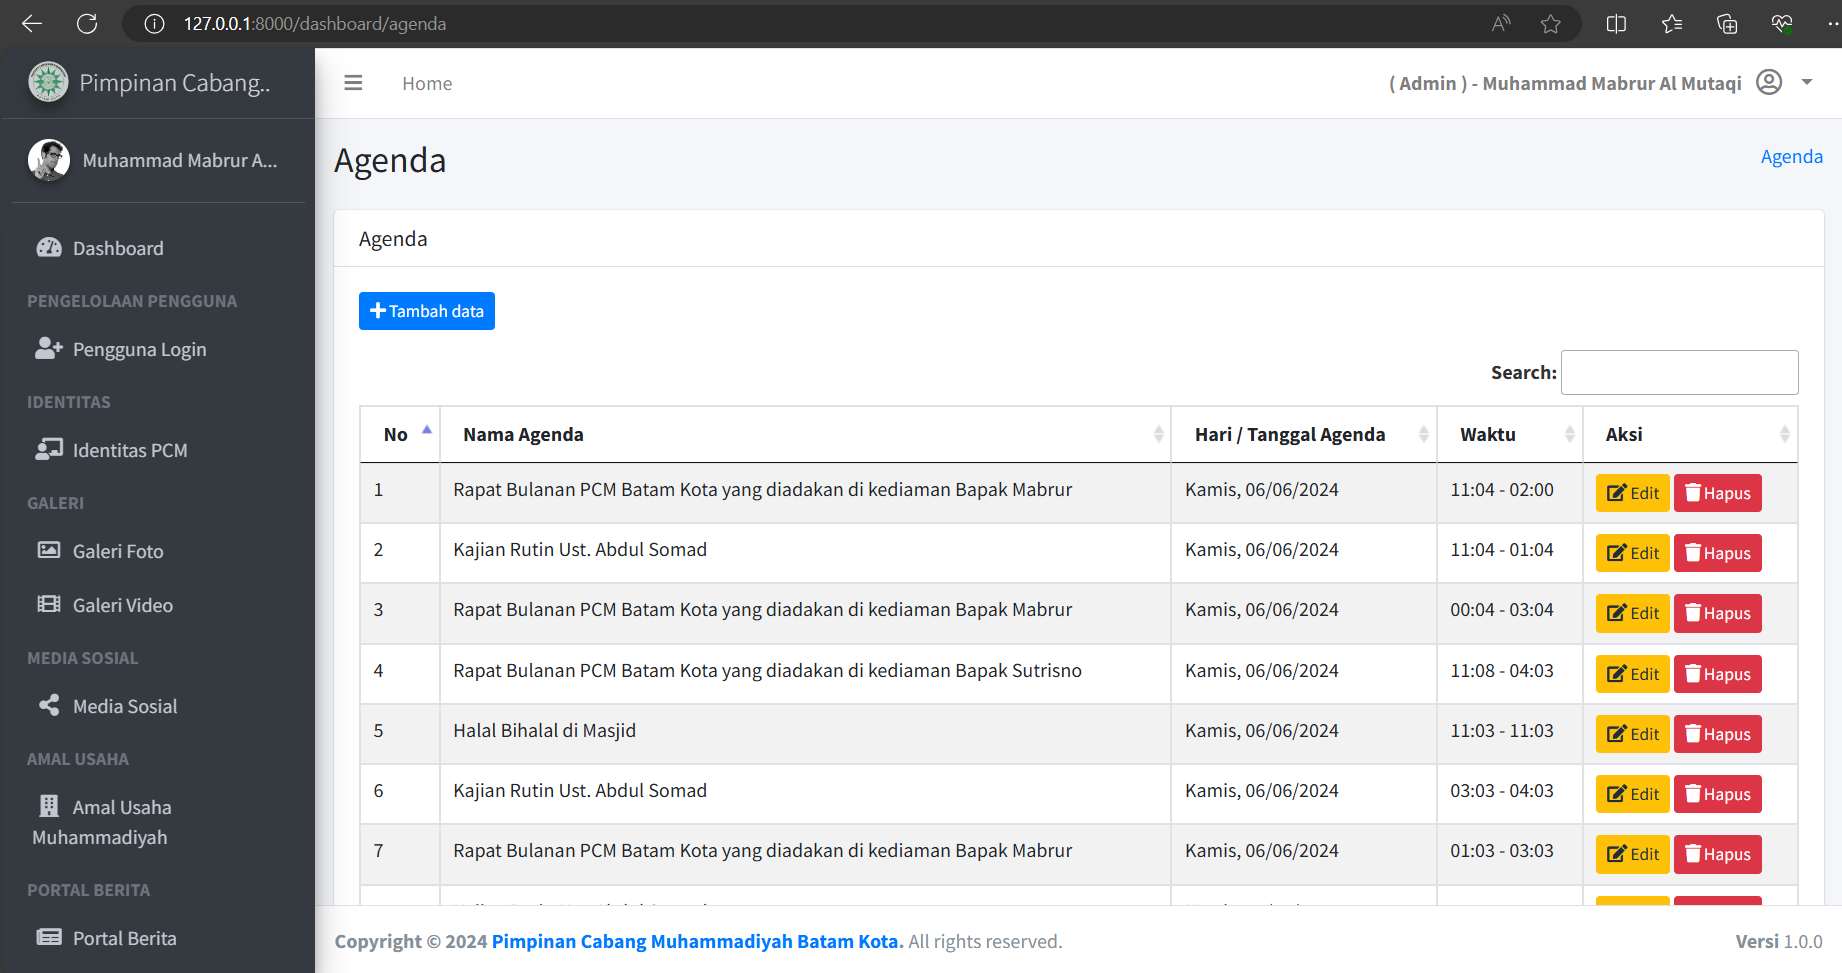 127.0.0.1:8000/dashboard/agenda
Pimpinan Cabang..
Home
( Admin ) - Muhammad Mabrur Al Mutaqi
Muhammad Mabrur A...
Agenda
Agenda
Dashboard
PENGELOLAAN PENGGUNA
Pengguna Login
IDENTITAS
Identitas PCM
GALERI
Galeri Foto
Galeri Video
MEDIA SOSIAL
Media Sosial
AMAL USAHA
Amal Usaha
Muhammadiyah
PORTAL BERITA
Portal Berita
Agenda
Tambah data
Search:
No Nama Agenda Hari / Tanggal Agenda Waktu Aksi
1 Rapat Bulanan PCM Batam Kota yang diadakan di kediaman Bapak Mabrur Kamis, 06/06/2024 11:04 - 02:00 Edit Hapus
2 Kajian Rutin Ust. Abdul Somad Kamis, 06/06/2024 11:04 - 01:04 Edit Hapus
3 Rapat Bulanan PCM Batam Kota yang diadakan di kediaman Bapak Mabrur Kamis, 06/06/2024 00:04 - 03:04 Edit Hapus
4 Rapat Bulanan PCM Batam Kota yang diadakan di kediaman Bapak Sutrisno Kamis, 06/06/2024 11:08 - 04:03 Edit Hapus
5 Halal Bihalal di Masjid Kamis, 06/06/2024 11:03 - 11:03 Edit Hapus
6 Kajian Rutin Ust. Abdul Somad Kamis, 06/06/2024 03:03 - 04:03 Edit Hapus
7 Rapat Bulanan PCM Batam Kota yang diadakan di kediaman Bapak Mabrur Kamis, 06/06/2024 01:03 - 03:03 Edit Hapus
Copyright © 2024 Pimpinan Cabang Muhammadiyah Batam Kota. All rights reserved.
Versi 1.0.0